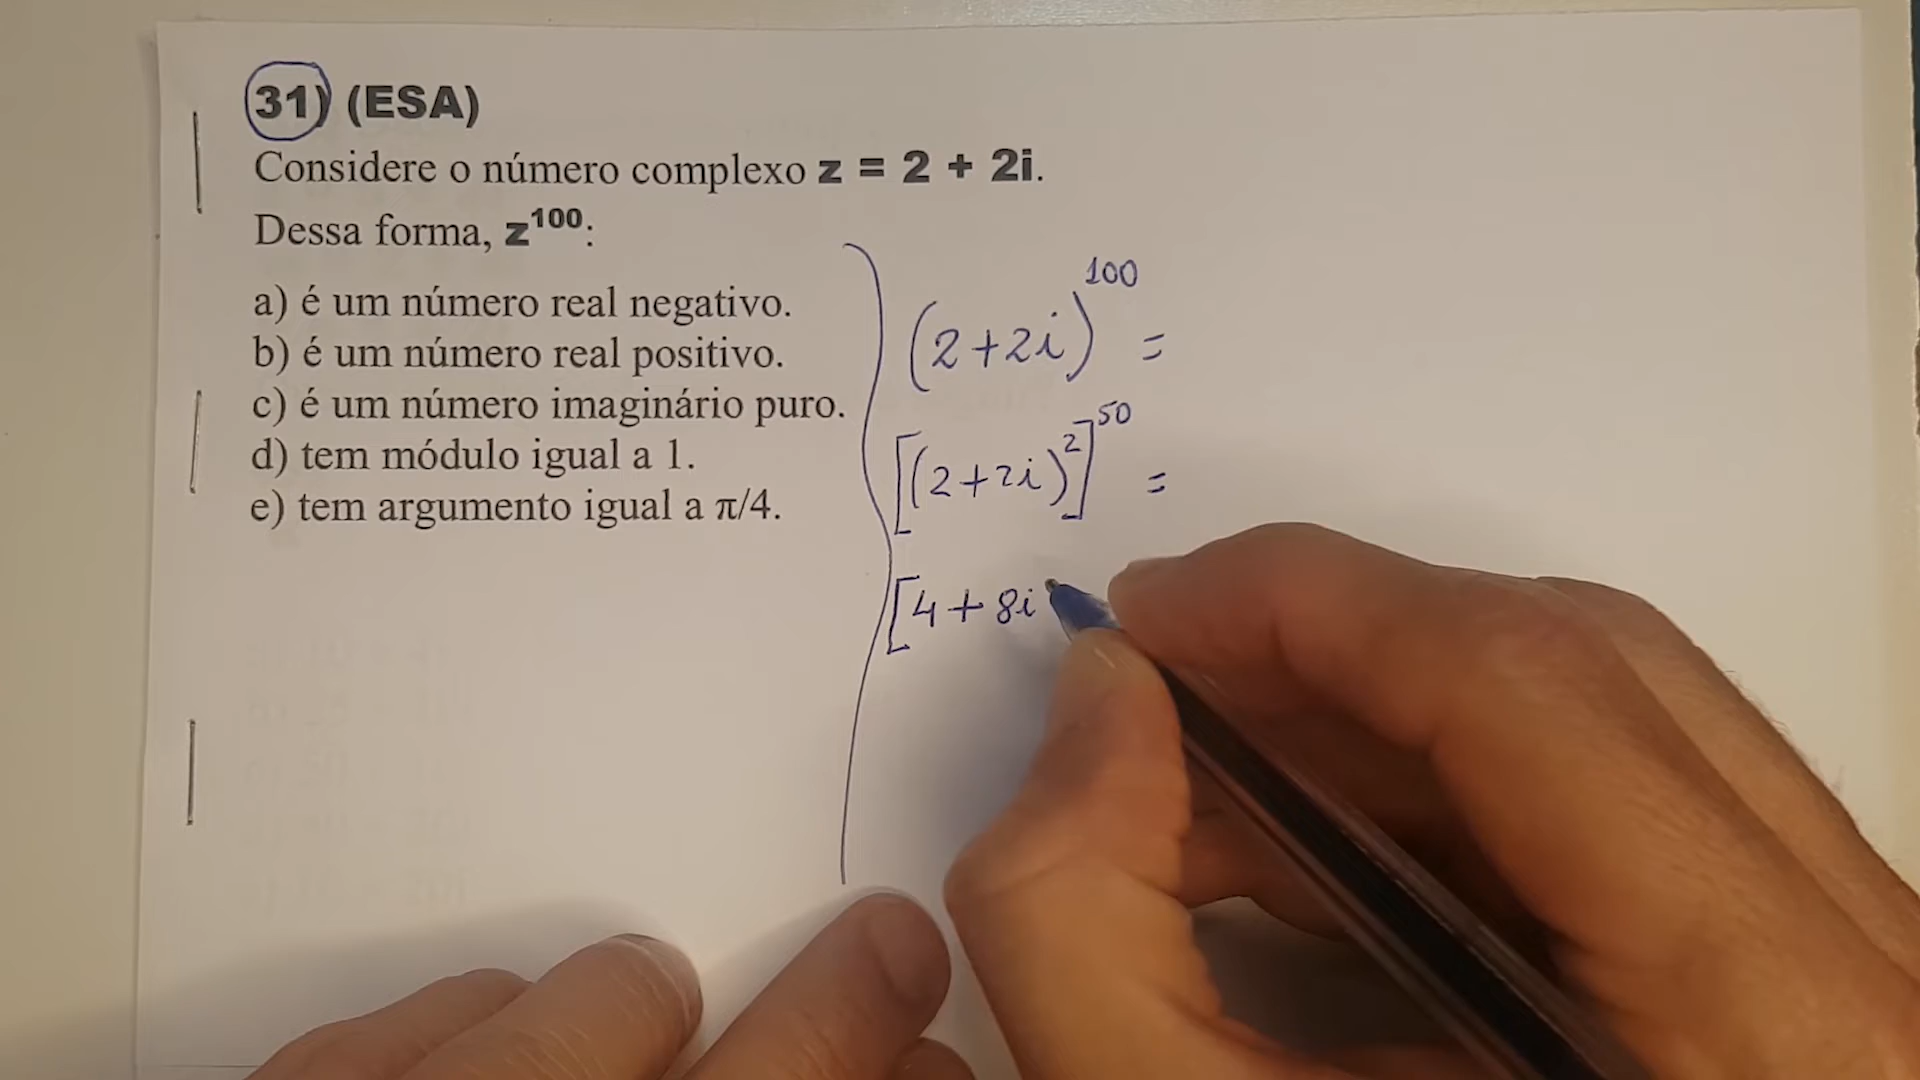 31) (ESA)
Considere o número complexo z = 2 + 2i.
Dessa forma, z¹⁰⁰:
a) é um número real negativo.
b) é um número real positivo.
c) é um número imaginário puro.
d) tem módulo igual a 1.
e) tem argumento igual a π/4.
(2+2i)¹⁰⁰ =
[(2+2i)²]⁵⁰ =
[4+8i